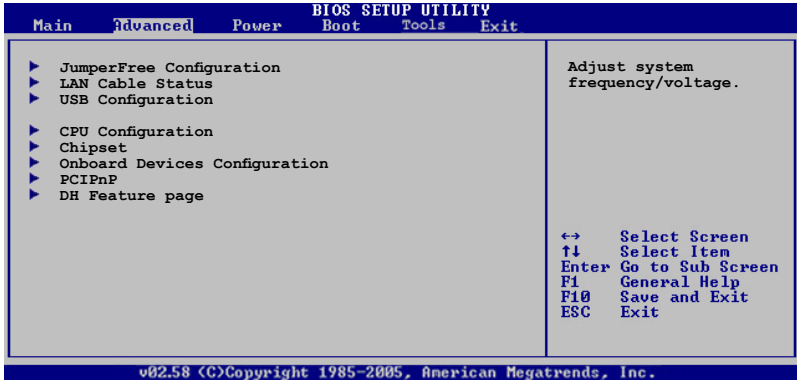 BIOS SETUP UTILITY
Main Advanced Power Boot Tools Exit
JumperFree Configuration
LAN Cable Status
USB Configuration
CPU Configuration
Chipset
Onboard Devices Configuration
PCIPnP
DH Feature page
Adjust system
frequency/voltage.
←→ Select Screen
↑↓ Select Item
Enter Go to Sub Screen
F1 General Help
F10 Save and Exit
ESC Exit
v02.58 (C)Copyright 1985-2005, American Megatrends, Inc.